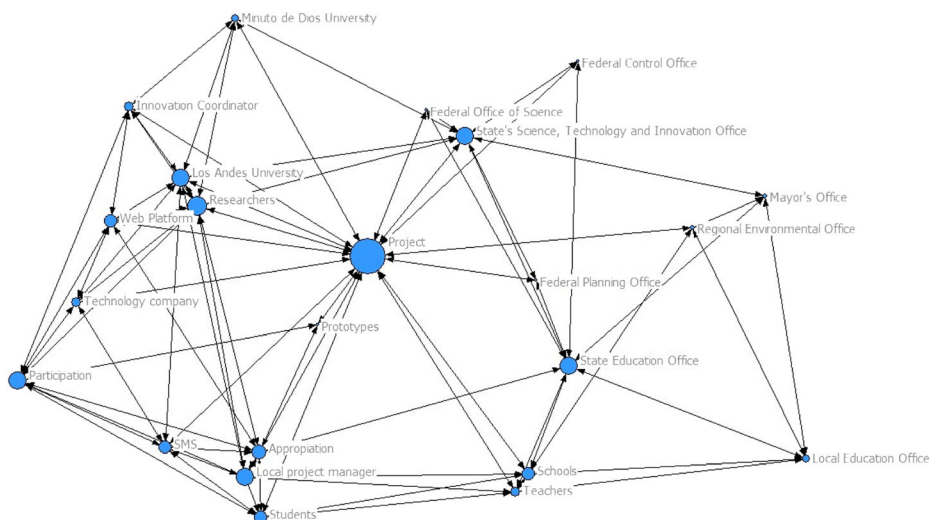 Minuto de Dios University
Federal Control Office
Innovation Coordinator
Federal Office of Science
State's Science, Technology and Innovation Office
Los Andes University
Researchers
Mayor's Office
Web Platform
Regional Environmental Office
Project
Federal Planning Office
Technology company
Prototypes
State Education Office
Participation
SMS
Appropiation
Local Education Office
Local project manager
Schools
Teachers
Students